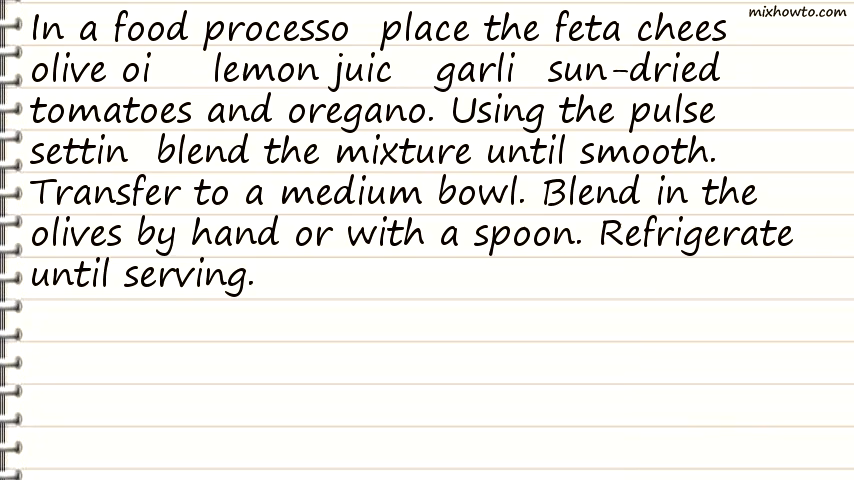 mixhowto.com
In a food processo place the feta chees
olive oi lemon juic garli sun-dried
tomatoes and oregano. Using the pulse
settin blend the mixture until smooth.
Transfer to a medium bowl. Blend in the
olives by hand or with a spoon. Refrigerate
until serving.